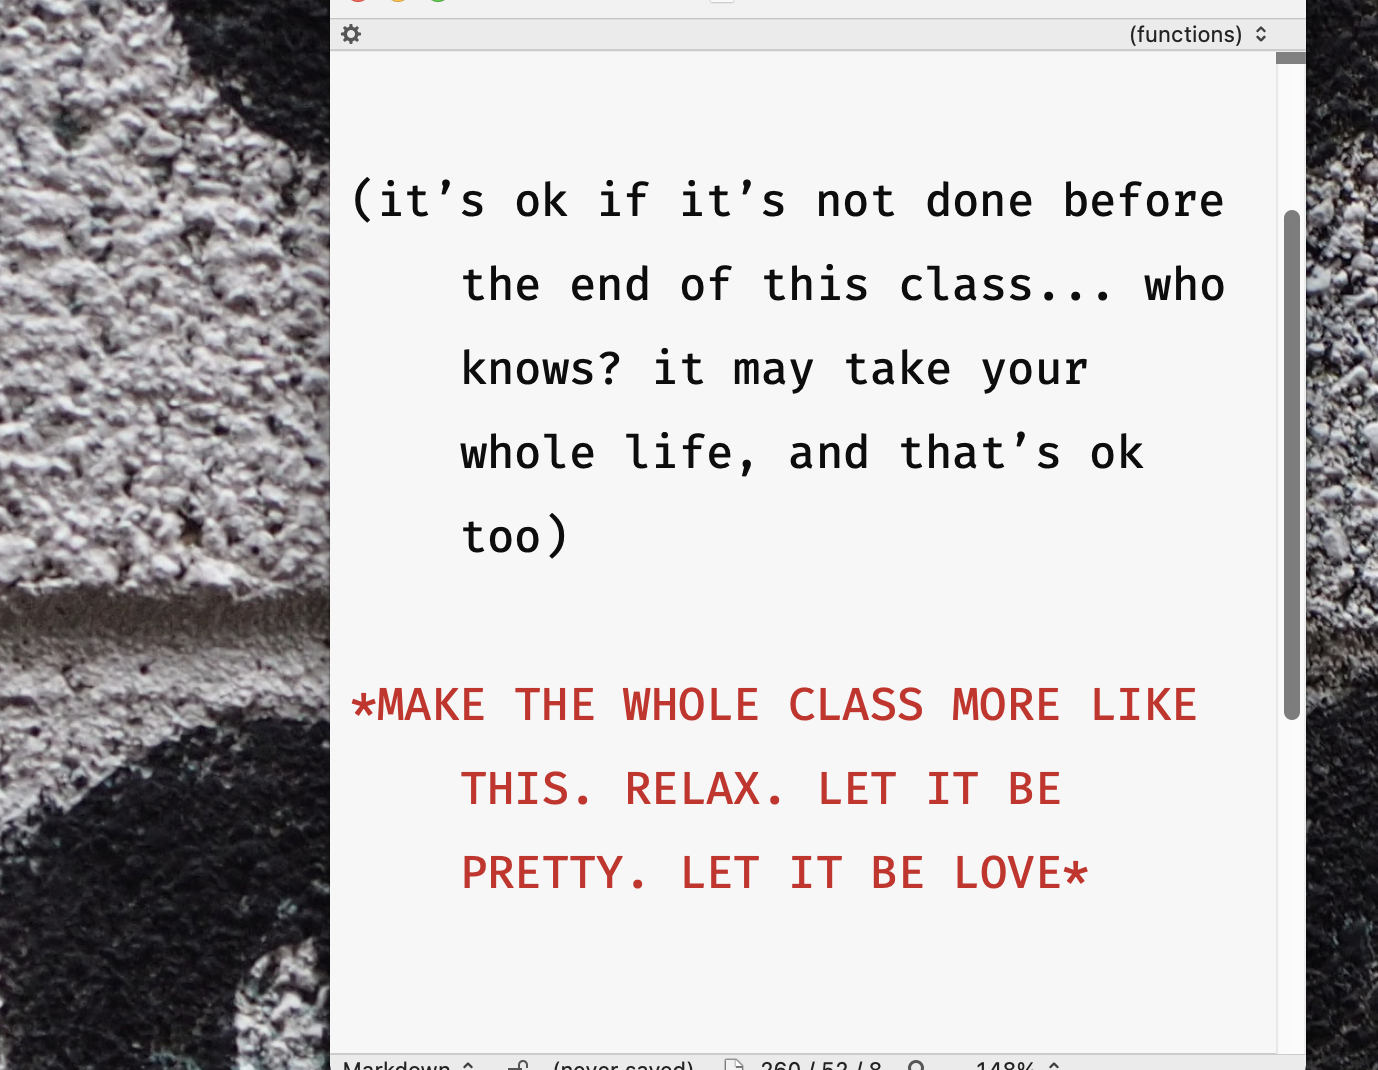 (functions)
(it’s ok if it’s not done before
the end of this class... who
knows? it may take your
whole life, and that’s ok
too)
*MAKE THE WHOLE CLASS MORE LIKE
THIS. RELAX. LET IT BE
PRETTY. LET IT BE LOVE*
Markdown (never saved) 260 / 52 / 8 148%